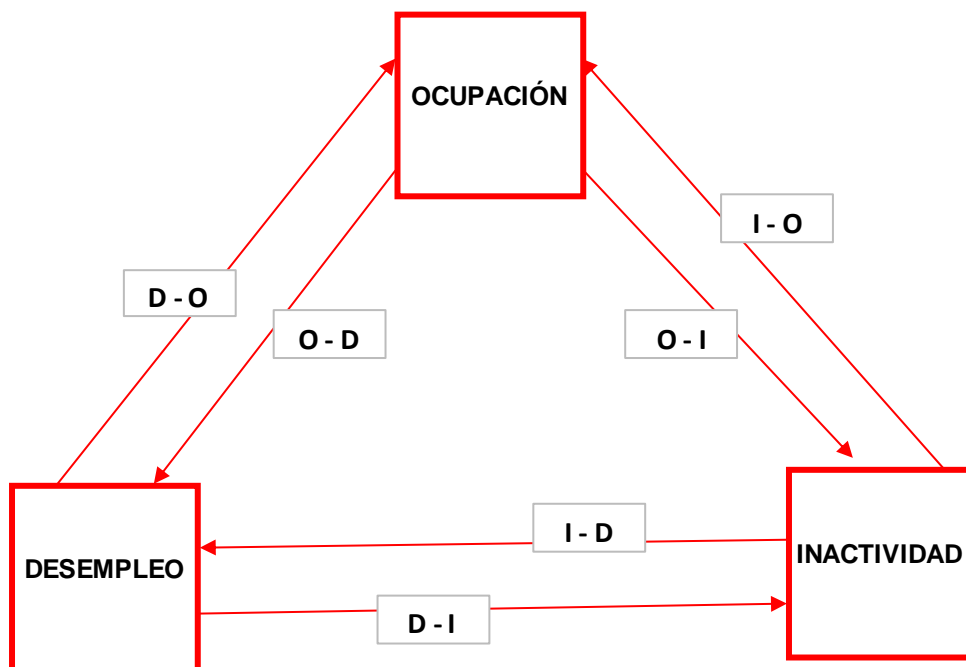 OCUPACIÓN
I - O
D - O
O - D
O - I
I - D
INACTIVIDAD
DESEMPLEO
D - I